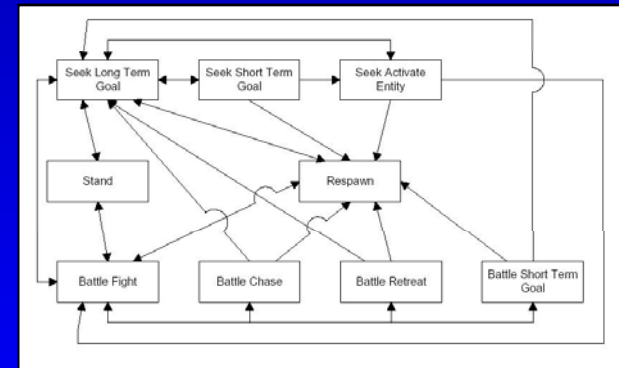 Seek Long Term
Goal
Seek Short Term
Goal
Seek Activate
Entity
Stand
Respawn
Battle Fight
Battle Chase
Battle Retreat
Battle Short Term
Goal